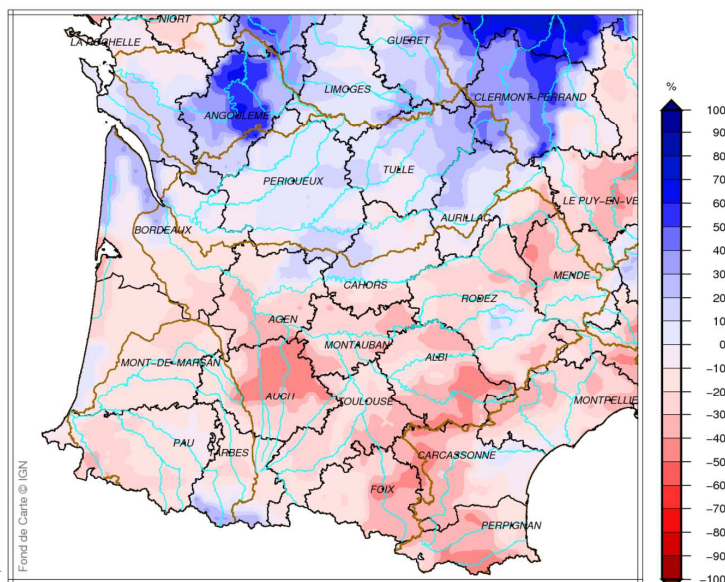 NIORT
LA ROCHELLE
GUERET
LIMOGES
CLERMONT-FERRAND
ANGOULEME
TULLE
PERIGUEUX
LE PUY-EN-VE
AURILLAC
BORDEAUX
MENDE
CAHORS
RODEZ
AGEN
MONTAUBAN
ALBI
MONT-DE-MARSAN
AUCH
TOULOUSE
MONTPELLIE
PAU
TARBES
CARCASSONNE
FOIX
PERPIGNAN
Fond de Carte © IGN
%
100
90
80
70
60
50
40
30
20
10
0
-10
-20
-30
-40
-50
-60
-70
-80
-90
-100